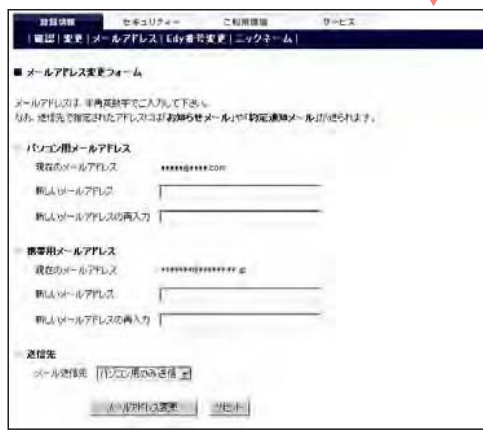 登録情報 セキュリティー ご利用環境 サービス
| 確認 | 変更 | メールアドレス | Edy番号変更 | ニックネーム |
■ メールアドレス変更フォーム
メールアドレスは、半角英数字でご入力して下さい。
なお、送信先で指定されたアドレスには「お知らせメール」や「約定通知メール」が送られます。
パソコン用メールアドレス
現在のメールアドレス *****@****.com
新しいメールアドレス
新しいメールアドレスの再入力
携帯用メールアドレス
現在のメールアドレス
新しいメールアドレス
新しいメールアドレスの再入力
送信先
メール送信先 パソコン用のみ送信
メールアドレス変更 リセット